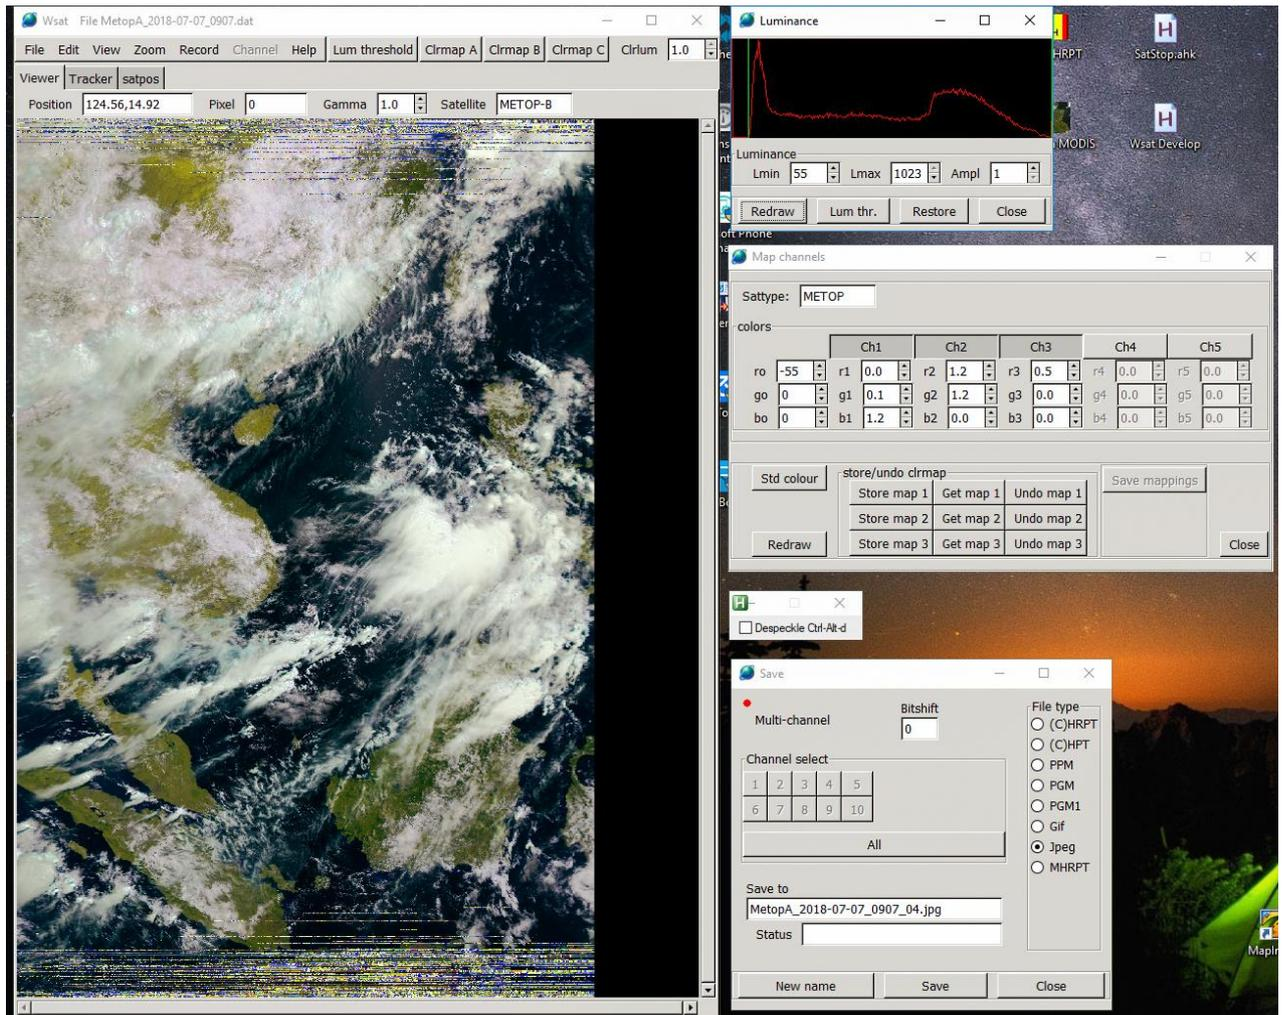 Wsat File MetopA_2018-07-07_0907.dat
File Edit View Zoom Record Channel Help Lum threshold Clrmap A Clrmap B Clrmap C Clrlum 1.0
Viewer Tracker satpos
Position 124.56,14.92 Pixel 0 Gamma 1.0 Satellite METOP-B
Luminance
Luminance
Lmin 55 Lmax 1023 Ampl 1
Redraw Lum thr. Restore Close
HRPT
SatStop.ahk
MODIS
Wsat Develop
oft Phone
Map channels
Sattype: METOP
colors
Ch1 Ch2 Ch3 Ch4 Ch5
ro -55 r1 0.0 r2 1.2 r3 0.5 r4 0.0 r5 0.0
go 0 g1 0.1 g2 1.2 g3 0.0 g4 0.0 g5 0.0
bo 0 b1 1.2 b2 0.0 b3 0.0 b4 0.0 b5 0.0
Std colour
store/undo clrmap
Store map 1 Get map 1 Undo map 1
Save mappings
Store map 2 Get map 2 Undo map 2
Redraw
Store map 3 Get map 3 Undo map 3
Close
H
Despeckle Ctrl-Alt-d
Save
Multi-channel
Bitshift
0
File type
(C)HRPT
(C)HPT
PPM
PGM
PGM1
Gif
Jpeg
MHRPT
Channel select
1 2 3 4 5
6 7 8 9 10
All
Save to
MetopA_2018-07-07_0907_04.jpg
Status
New name Save Close
MapIn